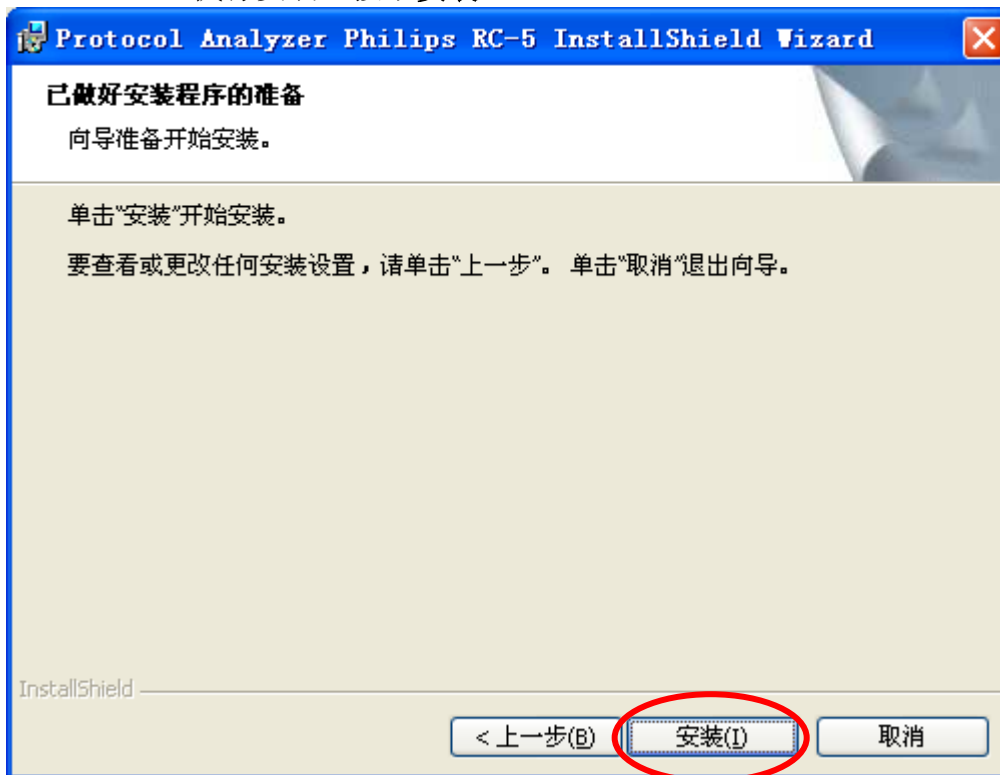 Protocol Analyzer Philips RC-5 InstallShield Wizard
已做好安装程序的准备
向导准备开始安装。
单击“安装”开始安装。
要查看或更改任何安装设置，请单击“上一步”。 单击“取消”退出向导。
InstallShield
< 上一步(B) 安装(I) 取消